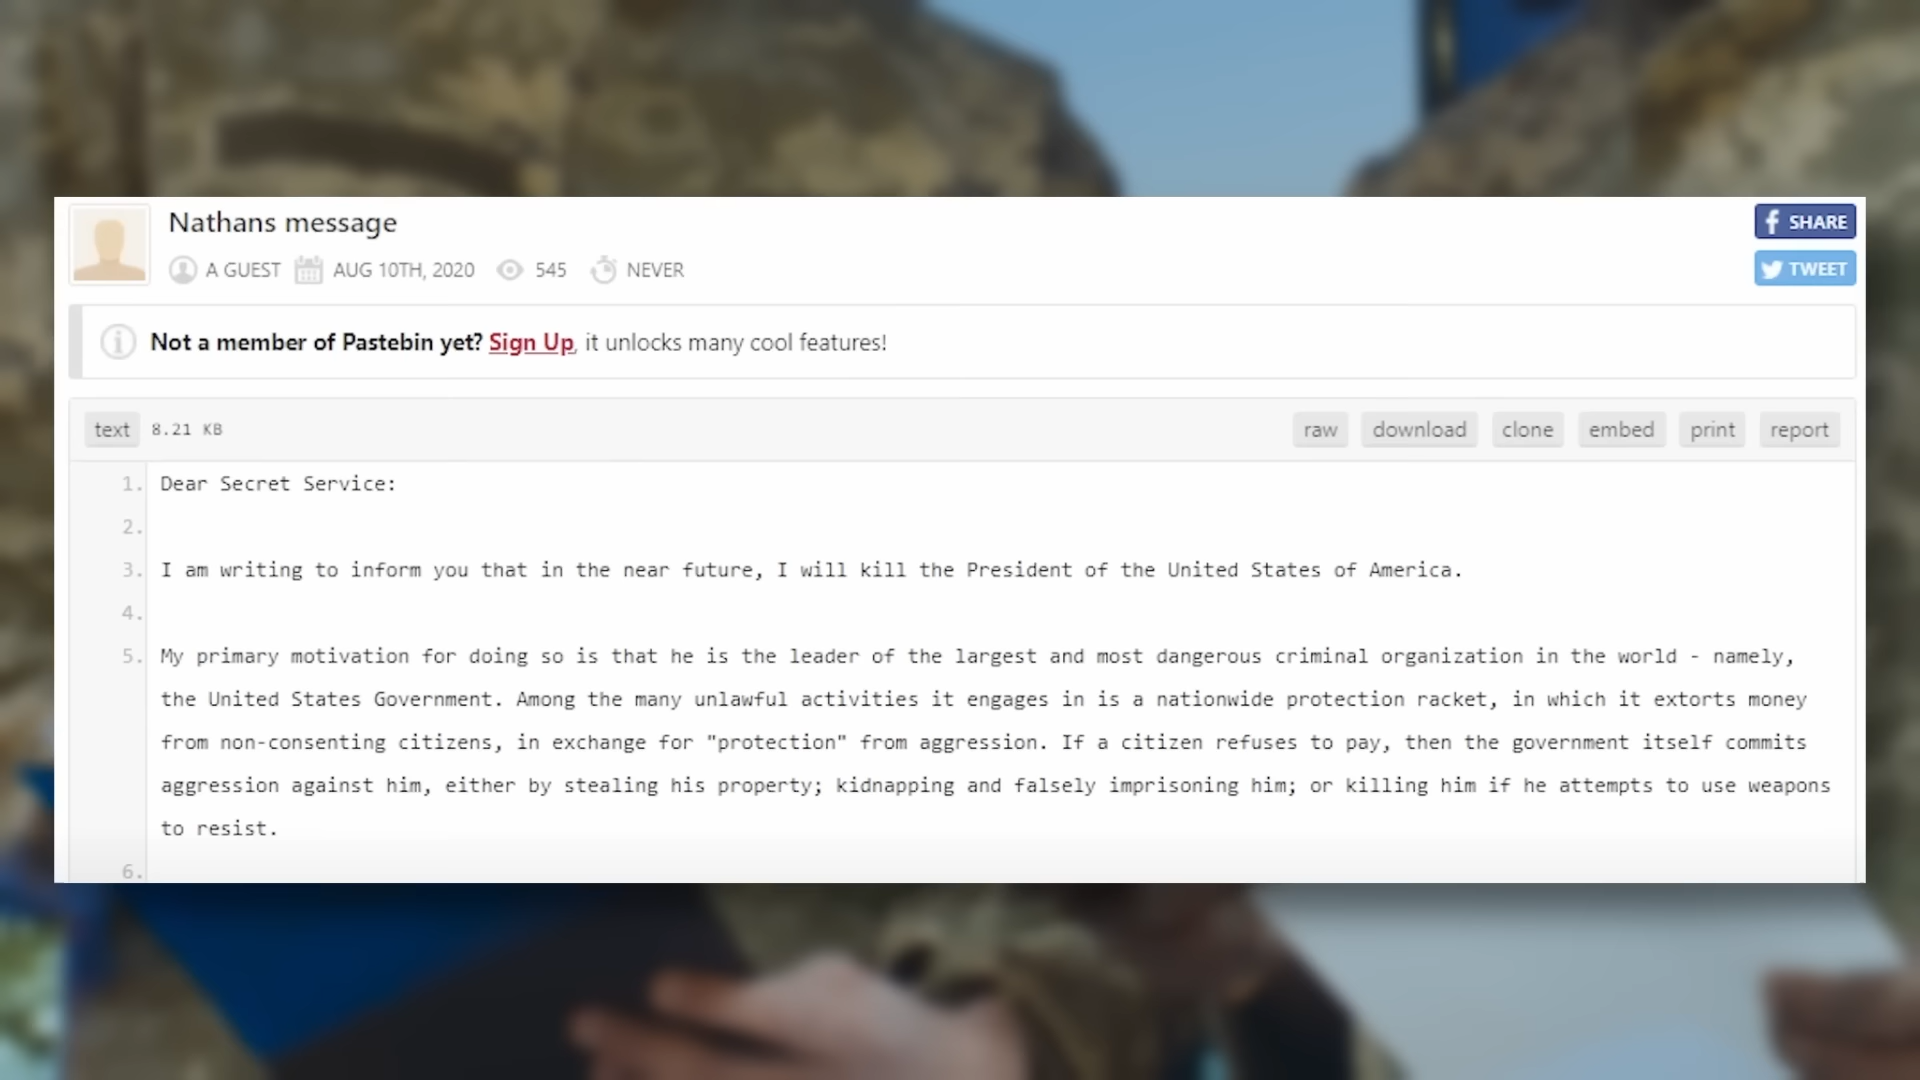 Nathans message
A GUEST AUG 10TH, 2020 545 NEVER
SHARE
TWEET
Not a member of Pastebin yet? Sign Up, it unlocks many cool features!
text 8.21 KB raw download clone embed print report
1. Dear Secret Service:
2.
3. I am writing to inform you that in the near future, I will kill the President of the United States of America.
4.
5. My primary motivation for doing so is that he is the leader of the largest and most dangerous criminal organization in the world - namely,
the United States Government. Among the many unlawful activities it engages in is a nationwide protection racket, in which it extorts money
from non-consenting citizens, in exchange for "protection" from aggression. If a citizen refuses to pay, then the government itself commits
aggression against him, either by stealing his property; kidnapping and falsely imprisoning him; or killing him if he attempts to use weapons
to resist.
6.